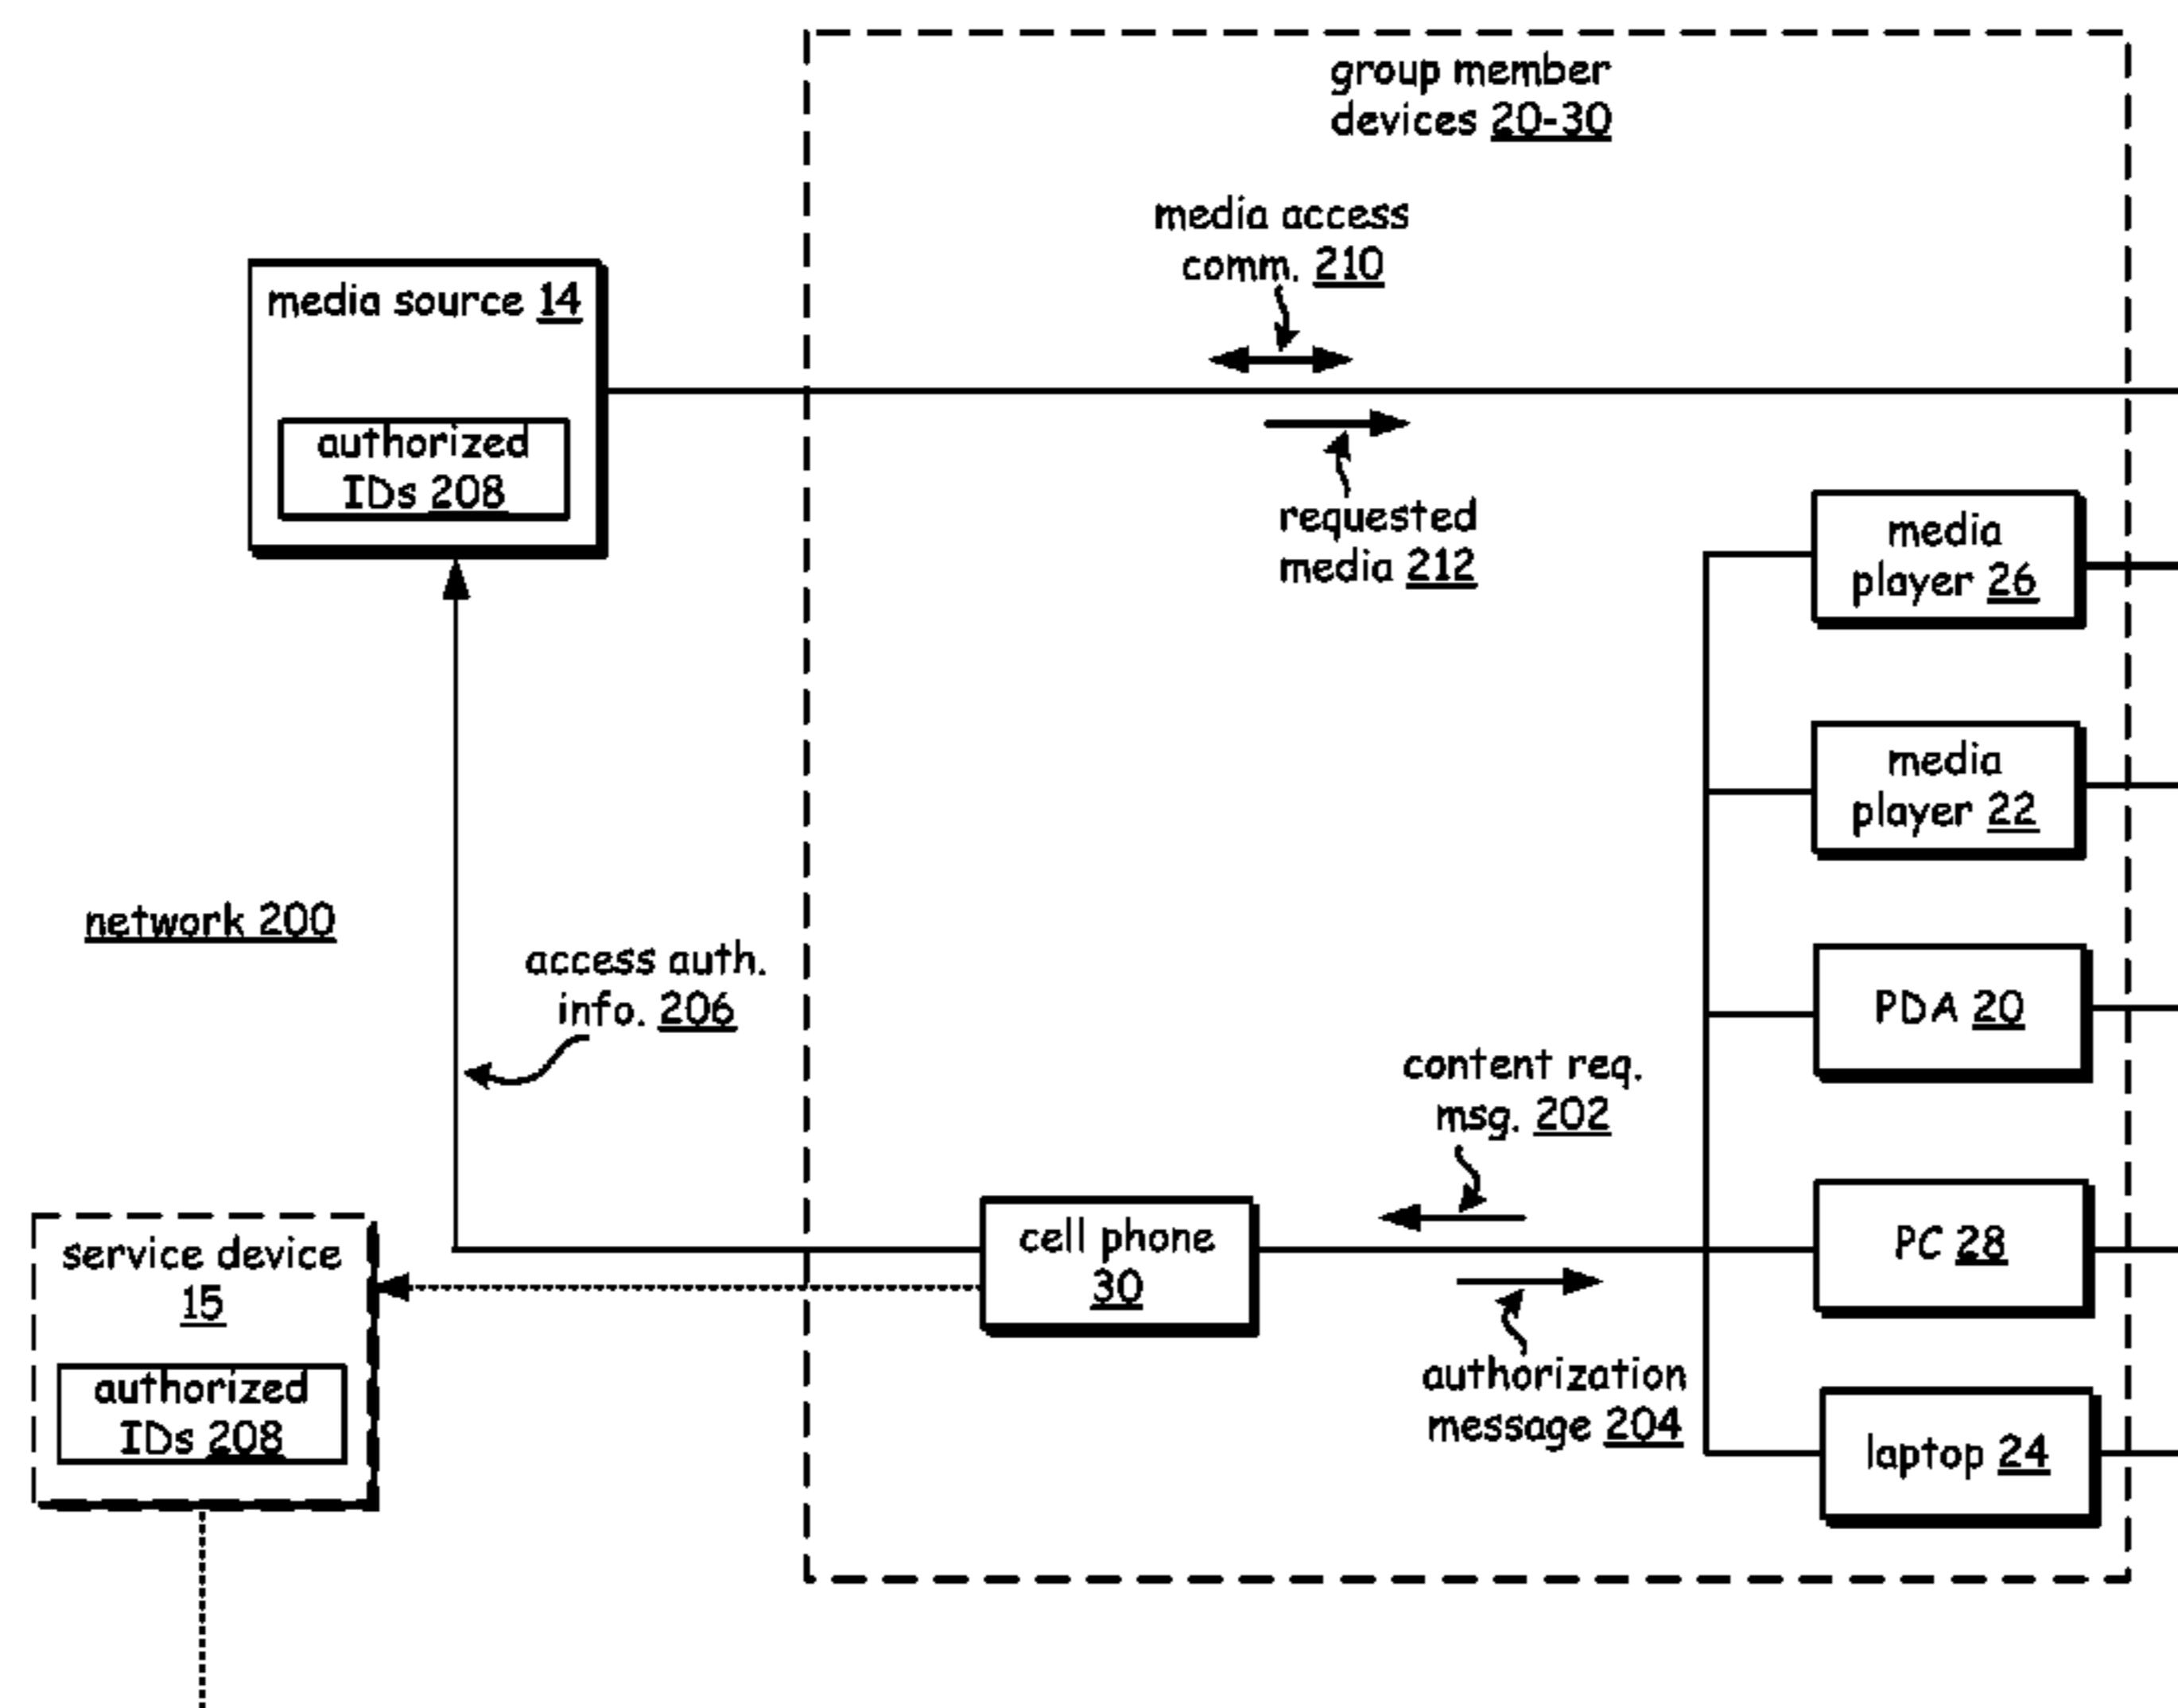 group member
devices 20-30
media access
comm. 210
media source 14
authorized
IDs 208
requested
media 212
media
player 26
media
player 22
network 200
access auth.
info. 206
PDA 20
content req.
msg. 202
cell phone
30
PC 28
service device
15
authorized
IDs 208
authorization
message 204
laptop 24